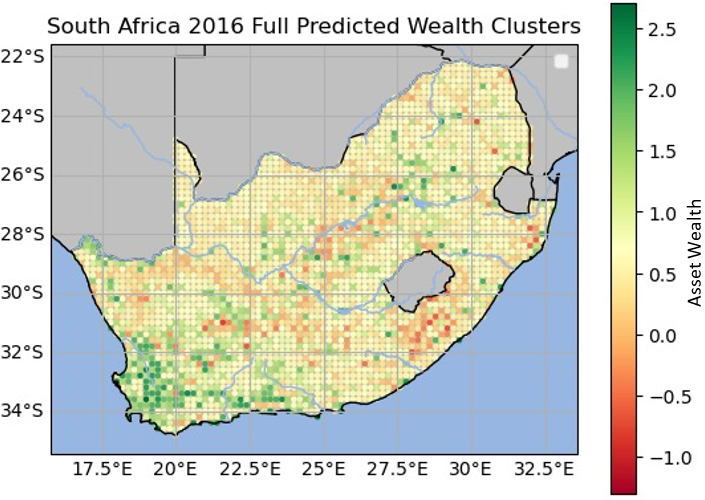 South Africa 2016 Full Predicted Wealth Clusters
22°S
24°S
26°S
28°S
30°S
32°S
34°S
17.5°E 20°E 22.5°E 25°E 27.5°E 30°E 32.5°E
2.5
2.0
1.5
1.0
0.5
0.0
−0.5
−1.0
Asset Wealth